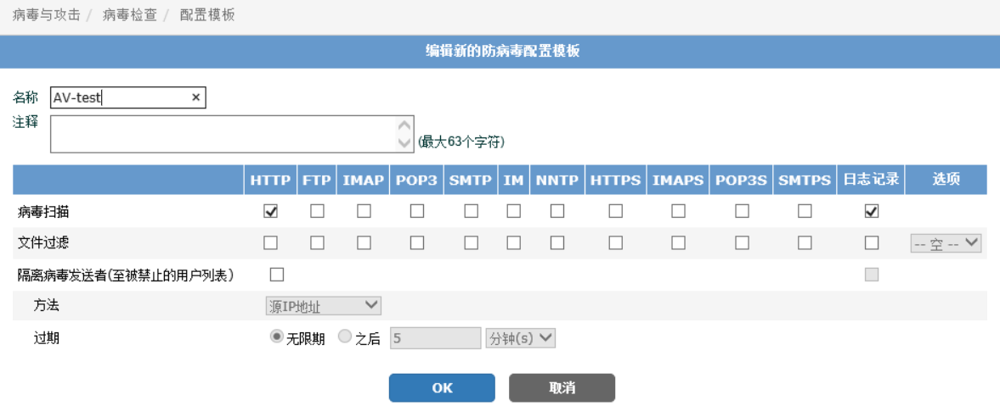 病毒与攻击 / 病毒检查 / 配置模板
编辑新的防病毒配置模板
名称 AV-test ×
注释 (最大63个字符)
HTTP FTP IMAP POP3 SMTP IM NNTP HTTPS IMAPS POP3S SMTPS 日志记录 选项
病毒扫描
文件过滤 -- 空 --
隔离病毒发送者(至被禁止的用户列表)
方法 源IP地址
过期 无限期 之后 5 分钟(s)
OK 取消